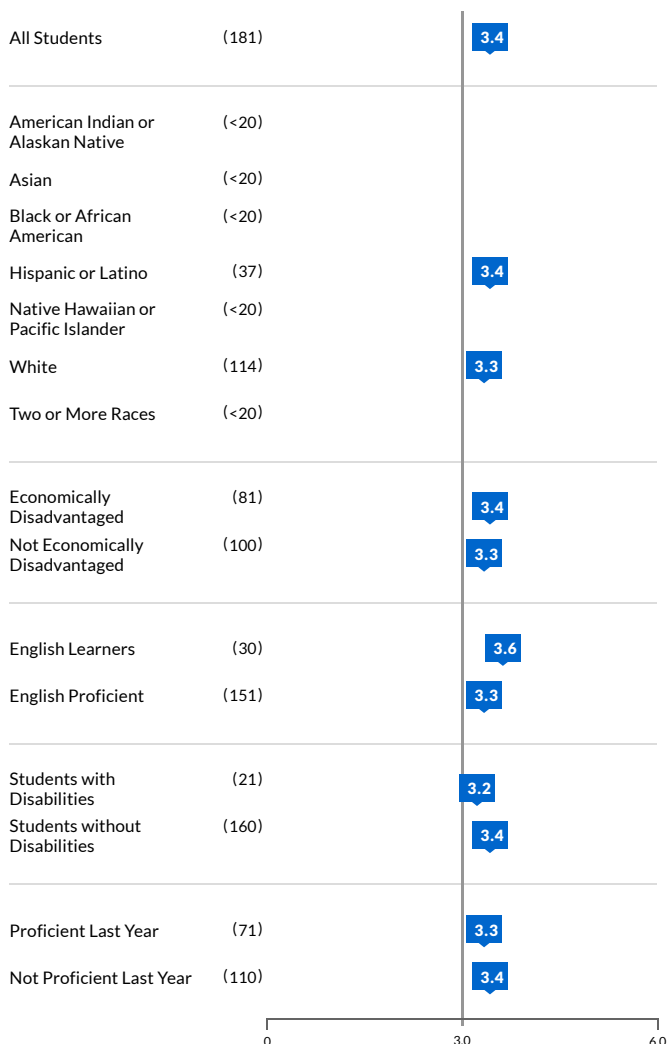 All Students (181) 3.4
American Indian or (<20)
Alaskan Native
Asian (<20)
Black or African (<20)
American
Hispanic or Latino (37) 3.4
Native Hawaiian or (<20)
Pacific Islander
White (114) 3.3
Two or More Races (<20)
Economically (81) 3.4
Disadvantaged
Not Economically (100) 3.3
Disadvantaged
English Learners (30) 3.6
English Proficient (151) 3.3
Students with (21) 3.2
Disabilities
Students without (160) 3.4
Disabilities
Proficient Last Year (71) 3.3
Not Proficient Last Year (110) 3.4
0 3.0 6.0